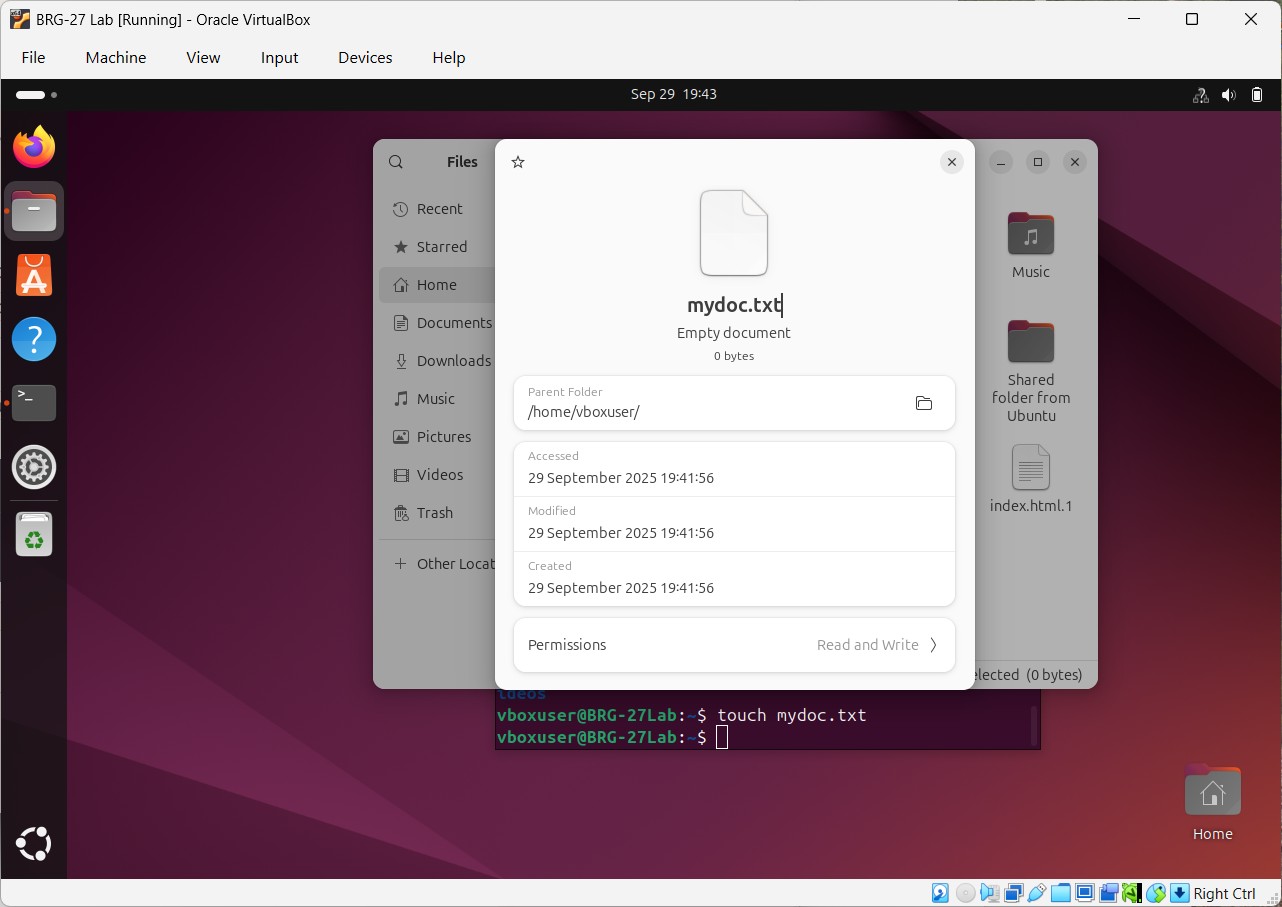 BRG-27 Lab [Running] - Oracle VirtualBox
File Machine View Input Devices Help
Sep 29 19:43
Files
Recent
Starred
Home
Documents
Downloads
Music
Pictures
Videos
Trash
Other Locat
mydoc.txt
Empty document
0 bytes
Parent Folder
/home/vboxuser/
Accessed
29 September 2025 19:41:56
Modified
29 September 2025 19:41:56
Created
29 September 2025 19:41:56
Permissions Read and Write
Music
Shared
folder from
Ubuntu
index.html.1
elected (0 bytes)
ideos
vboxuser@BRG-27Lab:~$ touch mydoc.txt
vboxuser@BRG-27Lab:~$
Home
Right Ctrl